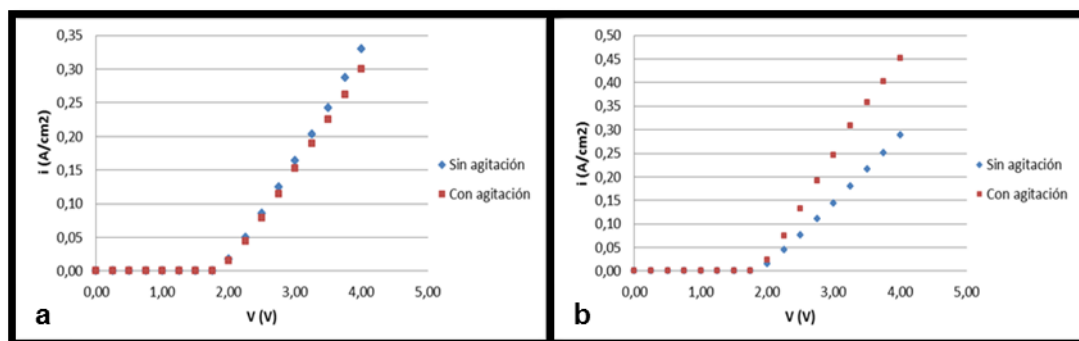 i (A/cm2)
0,35
0,30
0,25
0,20
0,15
0,10
0,05
0,00
0,00 1,00 2,00 3,00 4,00 5,00
V (V)
Sin agitación
Con agitación
a
i (A/cm2)
0,50
0,45
0,40
0,35
0,30
0,25
0,20
0,15
0,10
0,05
0,00
0,00 1,00 2,00 3,00 4,00 5,00
V (V)
Sin agitación
Con agitación
b